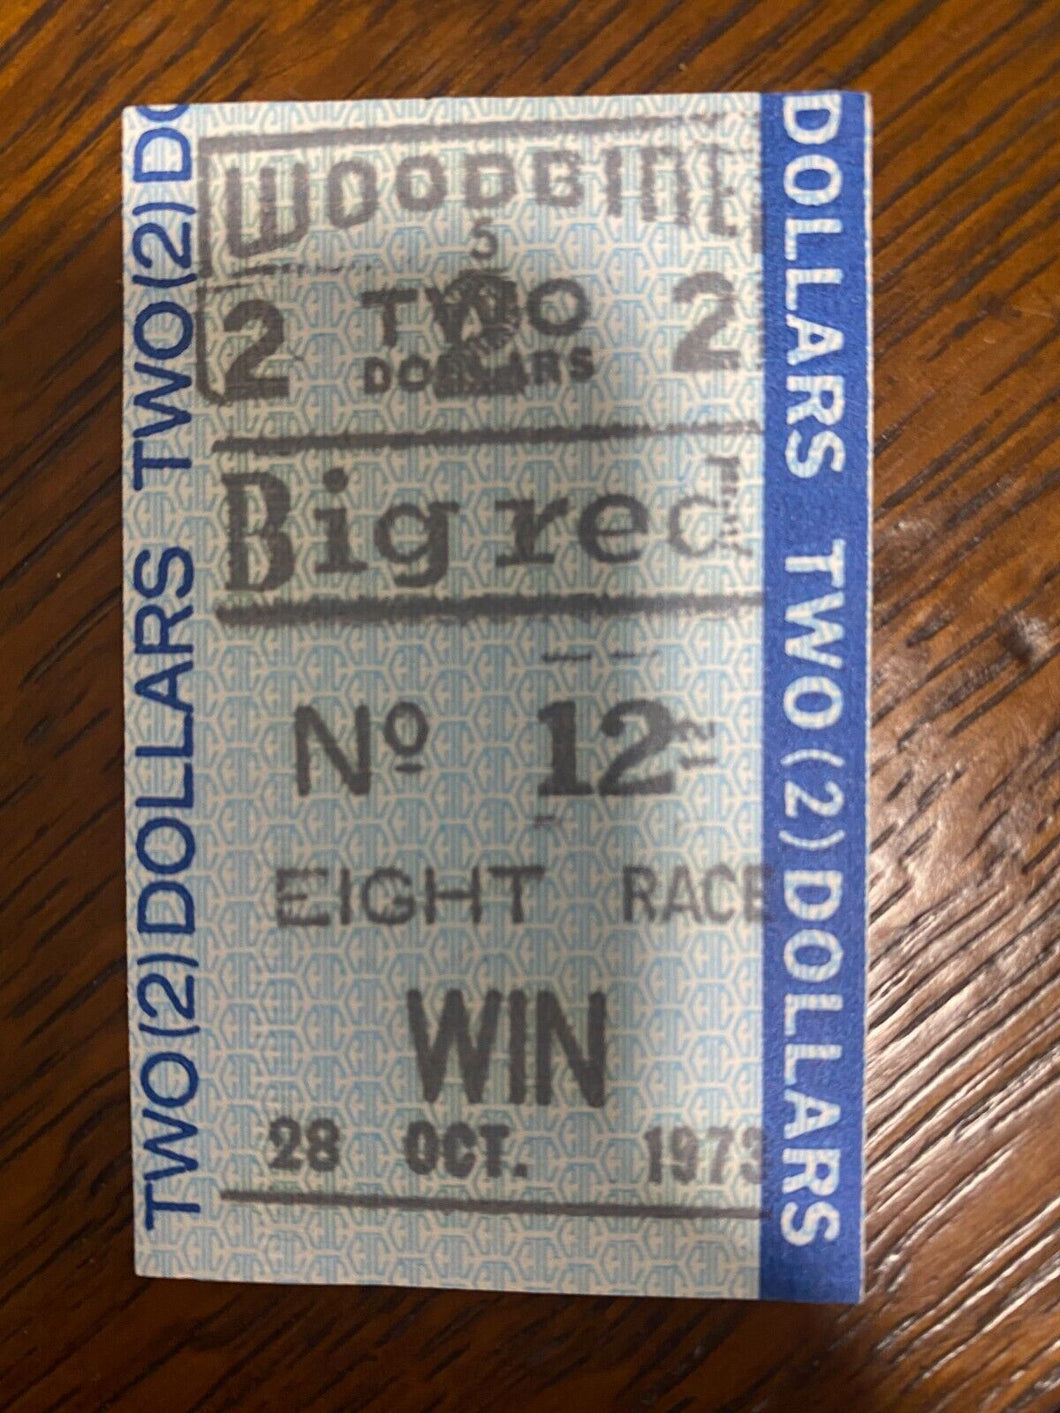 WOODBINE
5
2 TWO 2
DOLLARS
Big red
Nº 12
EIGHT RACE
WIN
28 OCT. 1973
TWO(2)DOLLARS TWO(2)DO
DOLLARS TWO(2)DOLLARS